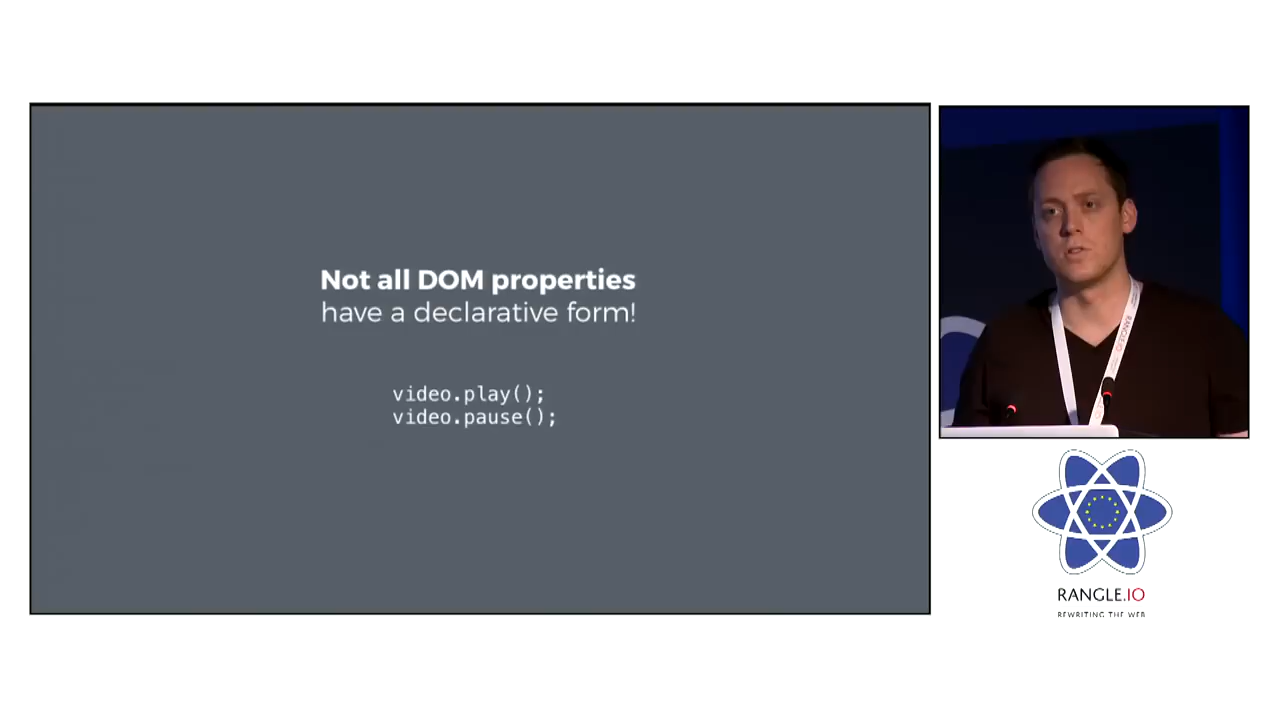 Not all DOM properties
have a declarative form!
video.play();
video.pause();
RANGLE.IO
REWRITING THE WEB